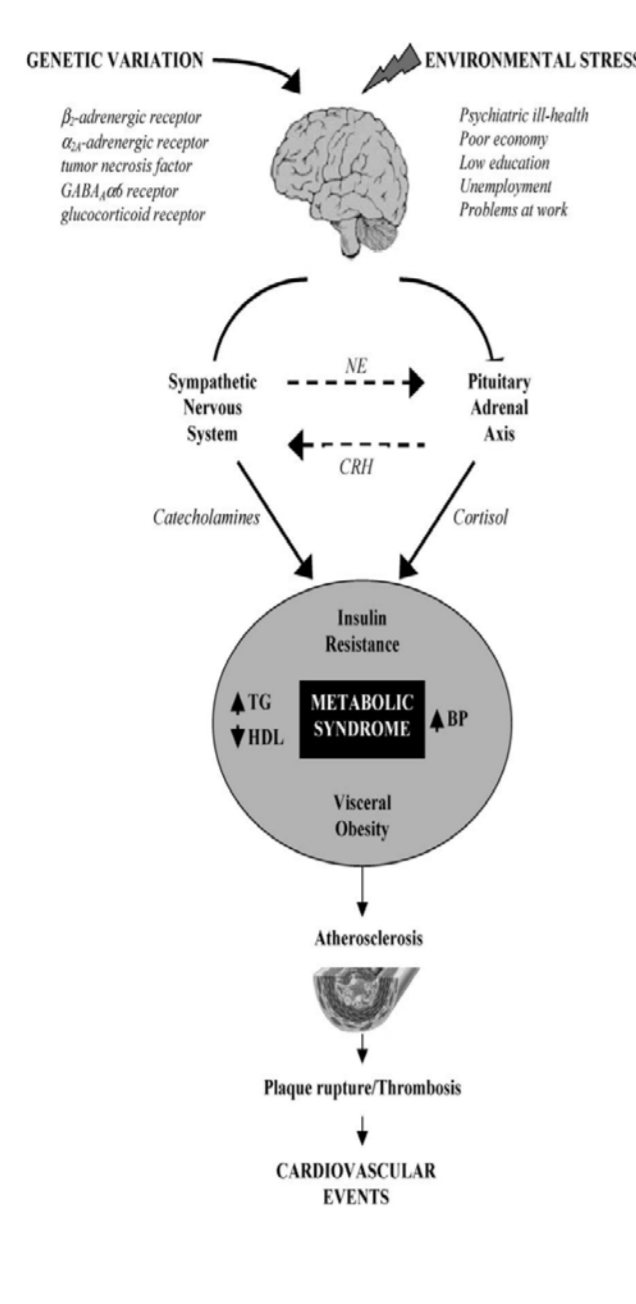 GENETIC VARIATION
ENVIRONMENTAL STRESS
β₂-adrenergic receptor
α₂A-adrenergic receptor
tumor necrosis factor
GABAAα6 receptor
glucocorticoid receptor
Psychiatric ill-health
Poor economy
Low education
Unemployment
Problems at work
Sympathetic
Nervous
System
NE
CRH
Pituitary
Adrenal
Axis
Catecholamines
Cortisol
Insulin
Resistance
TG
HDL
METABOLIC
SYNDROME
BP
Visceral
Obesity
Atherosclerosis
Plaque rupture/Thrombosis
CARDIOVASCULAR
EVENTS